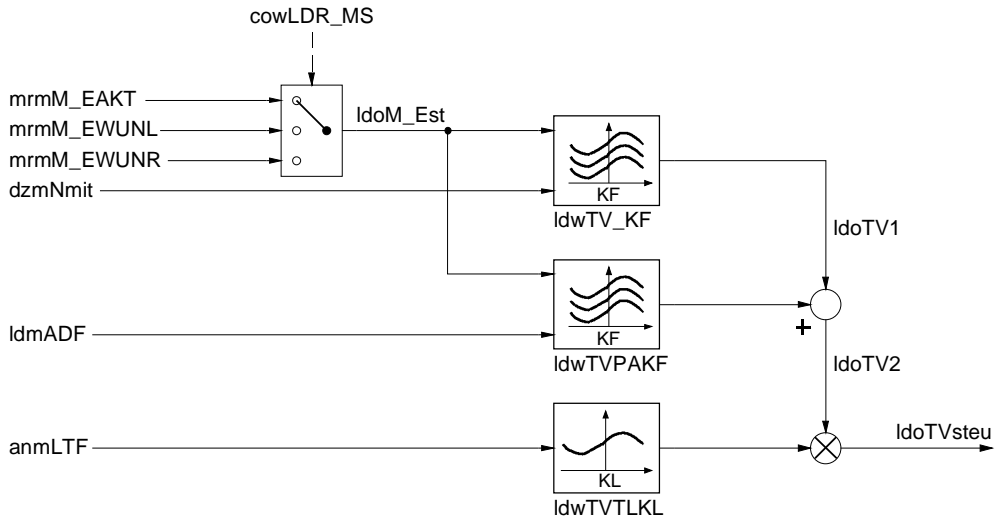 cowLDR_MS
mrmM_EAKT
ldoM_Est
mrmM_EWUNL
mrmM_EWUNR
dzmNmit
KF
ldwTV_KF
ldoTV1
ldmADF
KF
+
ldwTVPAKF
ldoTV2
anmLTF
ldoTVsteu
KL
ldwTVTLKL